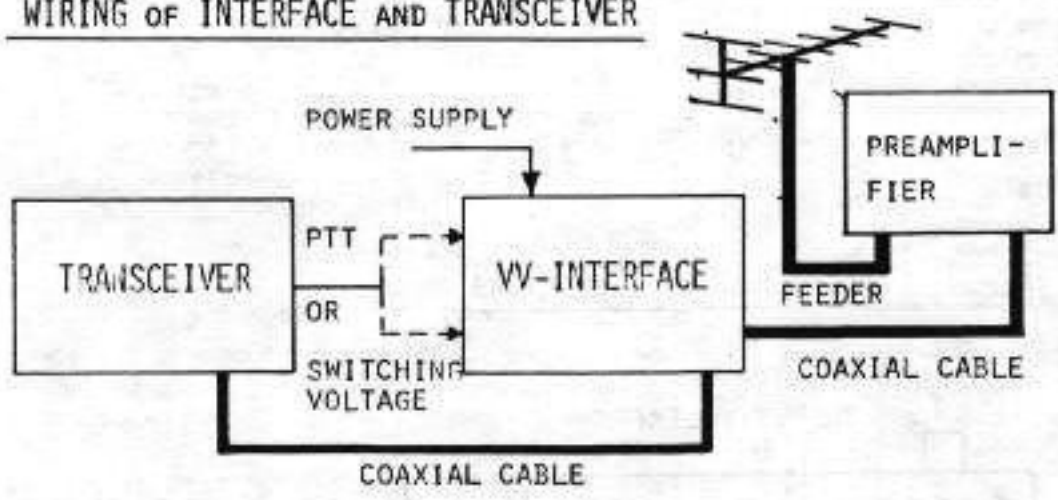 WIRING OF INTERFACE AND TRANSCEIVER
POWER SUPPLY
PREAMPLI-
FIER
PTT
TRANSCEIVER
VV-INTERFACE
OR
FEEDER
SWITCHING
VOLTAGE
COAXIAL CABLE
COAXIAL CABLE